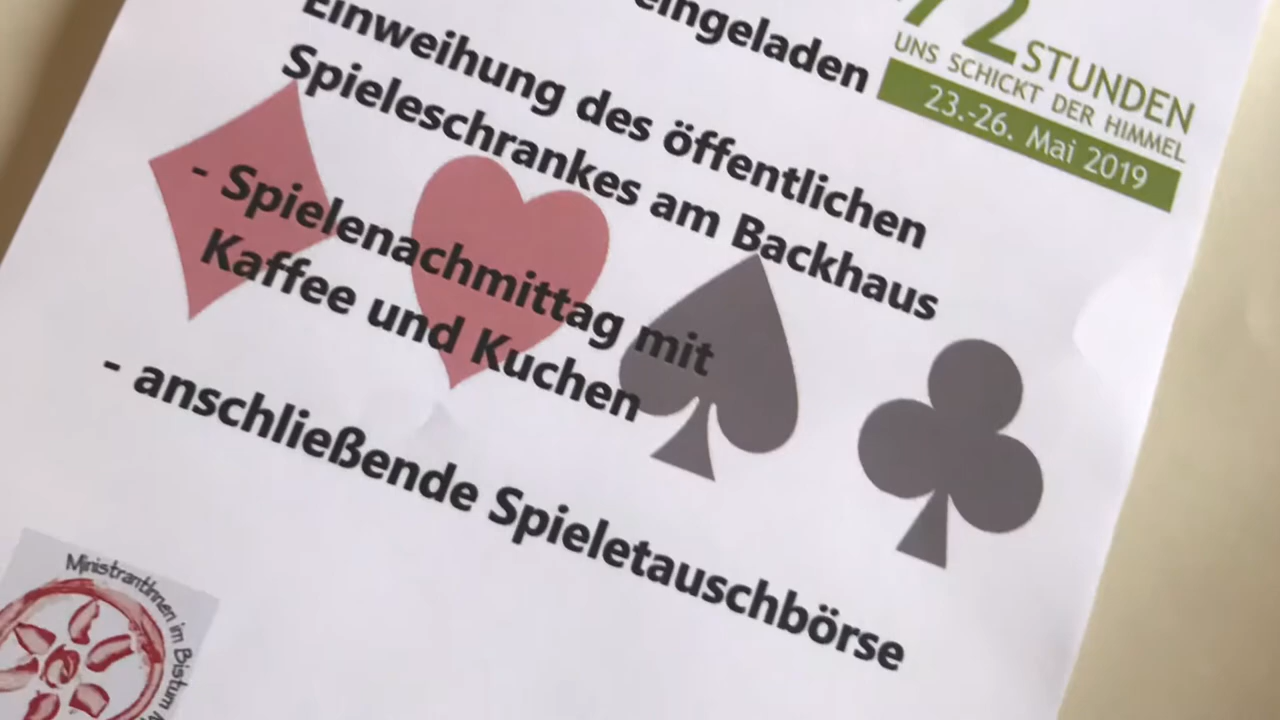 eingeladen
72 STUNDEN
UNS SCHICKT DER HIMMEL
23.-26. Mai 2019
Einweihung des öffentlichen
Spieleschrankes am Backhaus
- Spielenachmittag mit
Kaffee und Kuchen
- anschließende Spieletauschbörse
MinistrantInnen im Bistum